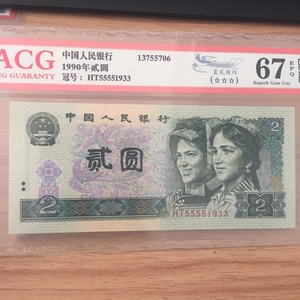 ACG
NG GUARANTY
中国人民银行 13755706
1990年贰圆
冠号：HT55551933
(☆☆☆)
67 EPQ
Superb Gem Unc
中国人民银行
贰圆
HT55551933
2 2